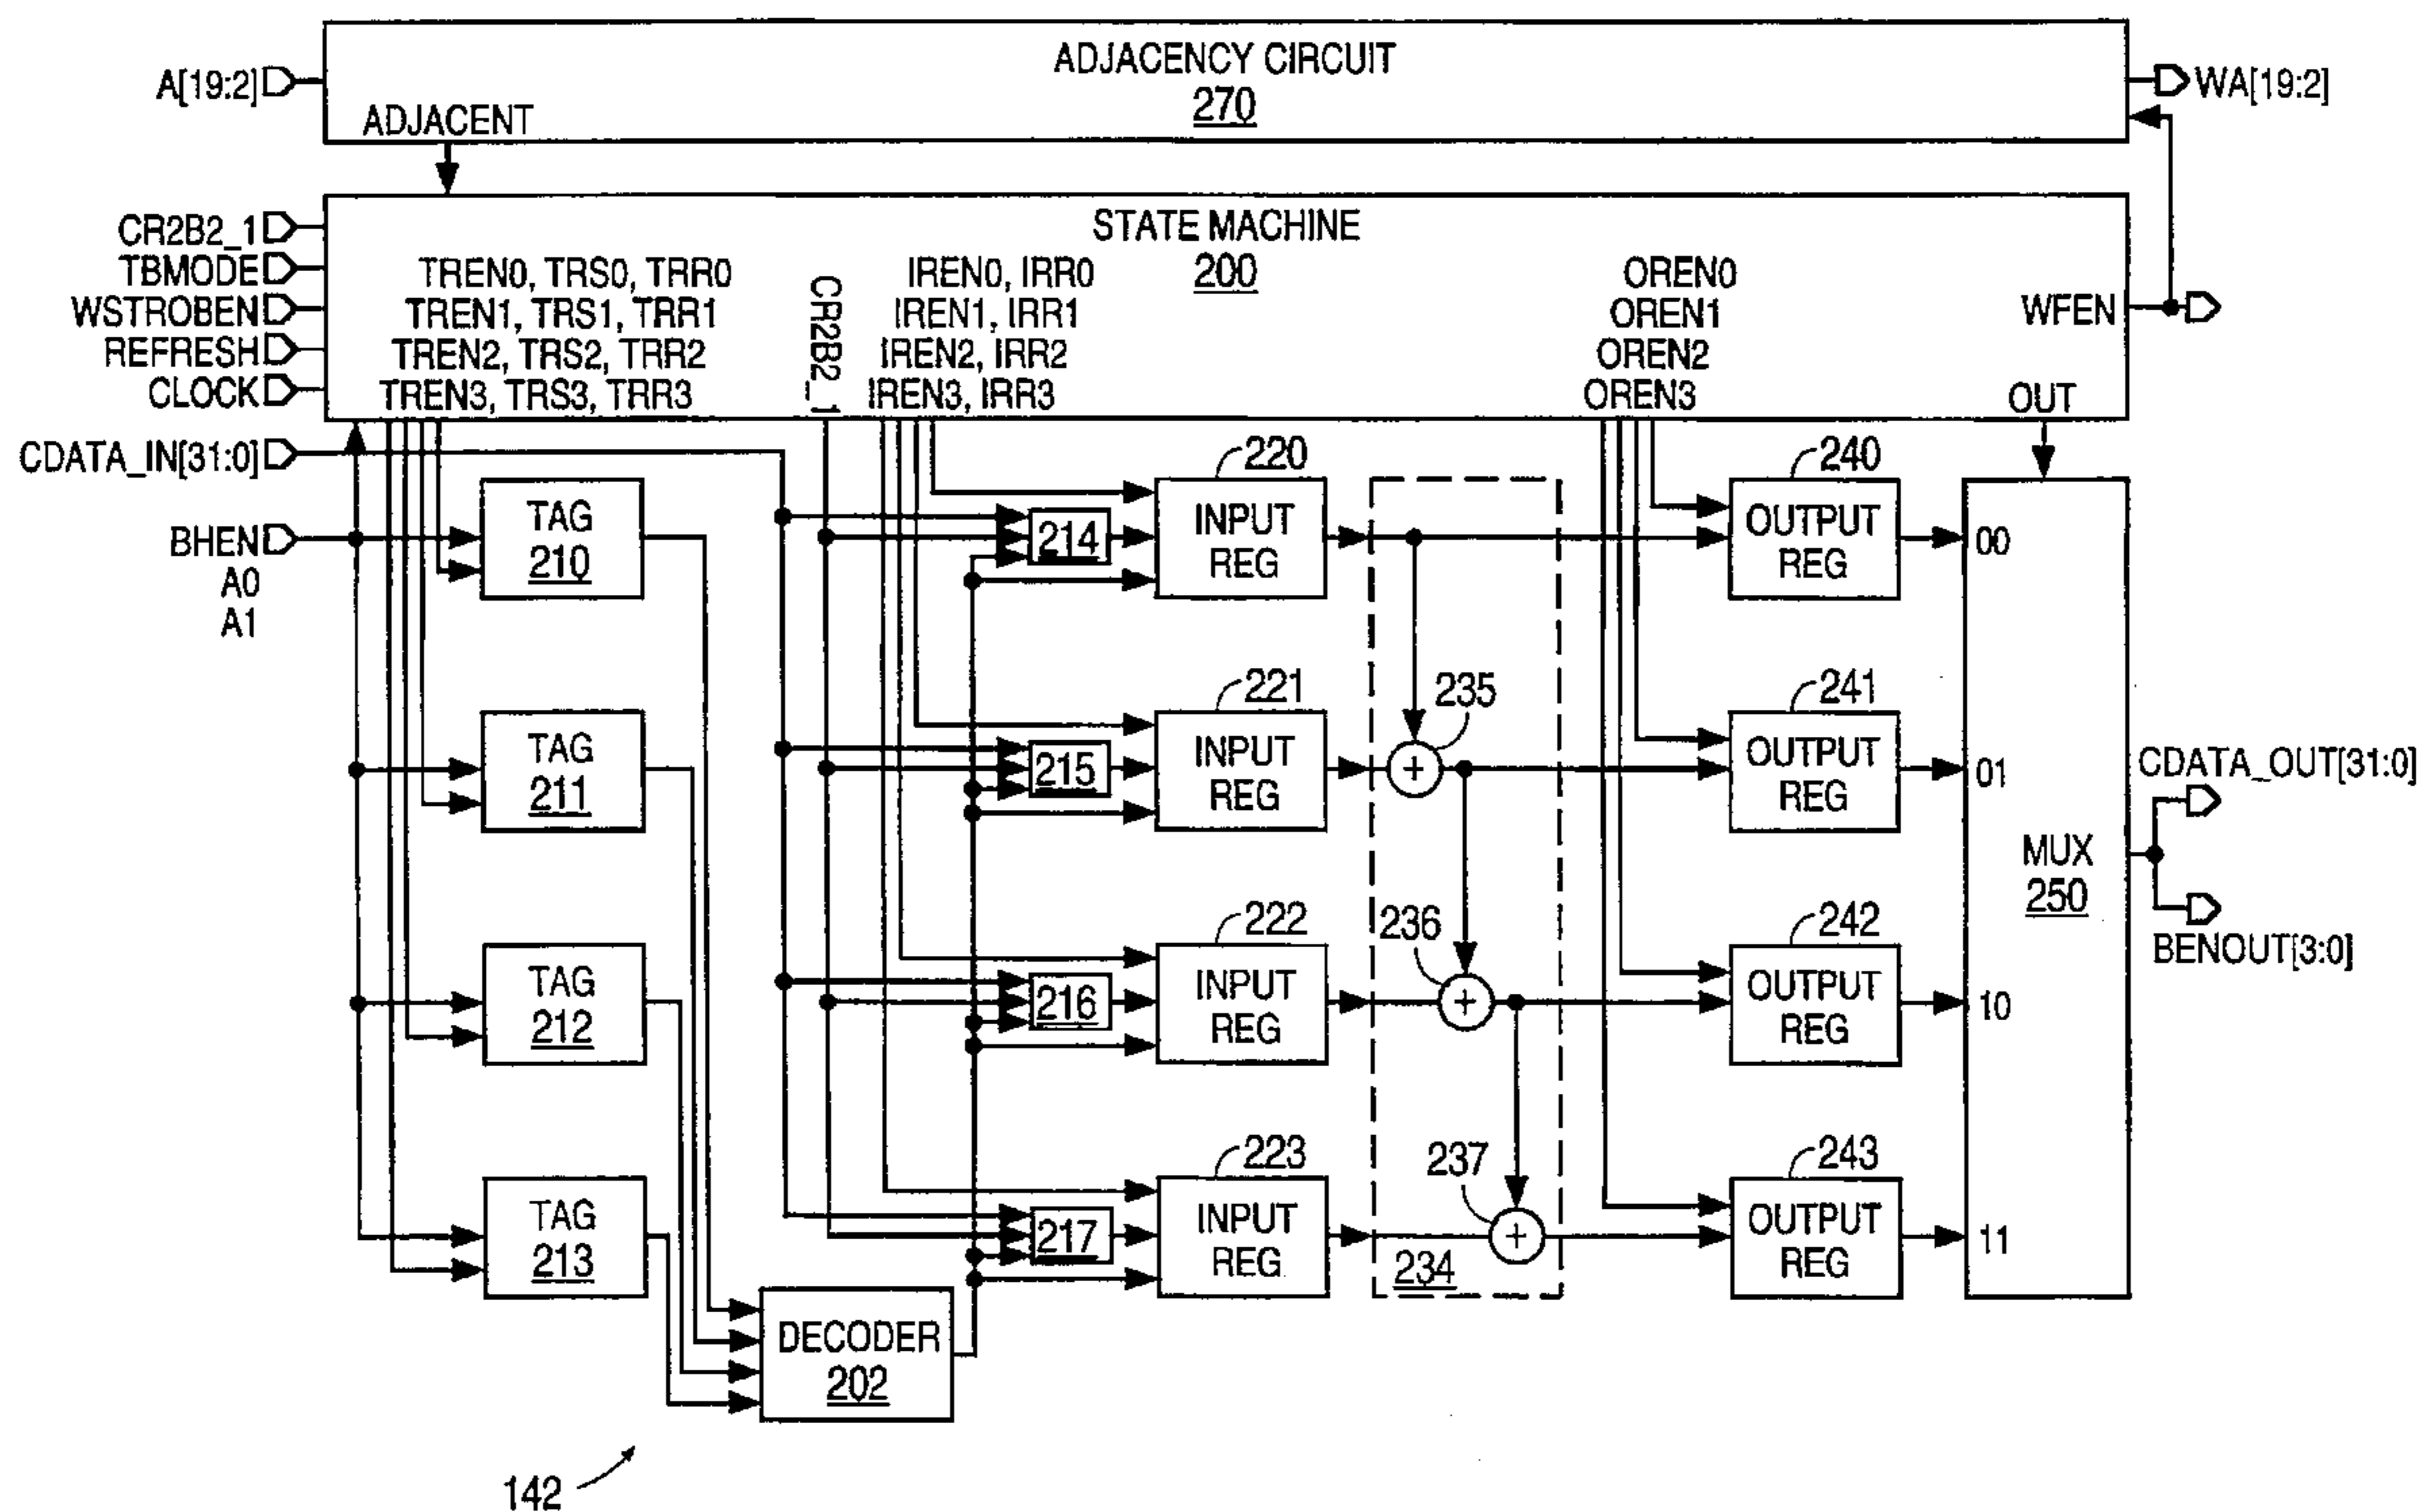 ADJACENCY CIRCUIT
270
A[19:2]
WA[19:2]
ADJACENT
STATE MACHINE
200
CR2B2_1
TBMODE
WSTROBEN
REFRESH
CLOCK
TREN0, TRS0, TRR0
TREN1, TRS1, TRR1
TREN2, TRS2, TRR2
TREN3, TRS3, TRR3
CR2B2_1
IREN0, IRR0
IREN1, IRR1
IREN2, IRR2
IREN3, IRR3
OREN0
OREN1
OREN2
OREN3
WFEN
OUT
CDATA_IN[31:0]
BHEN
A0
A1
TAG
210
214
220
INPUT
REG
240
OUTPUT
REG
00
TAG
211
215
221
INPUT
REG
235
+
241
OUTPUT
REG
01
MUX
250
CDATA_OUT[31:0]
BENOUT[3:0]
TAG
212
216
222
INPUT
REG
236
+
242
OUTPUT
REG
10
TAG
213
217
223
INPUT
REG
237
+
234
243
OUTPUT
REG
11
DECODER
202
142